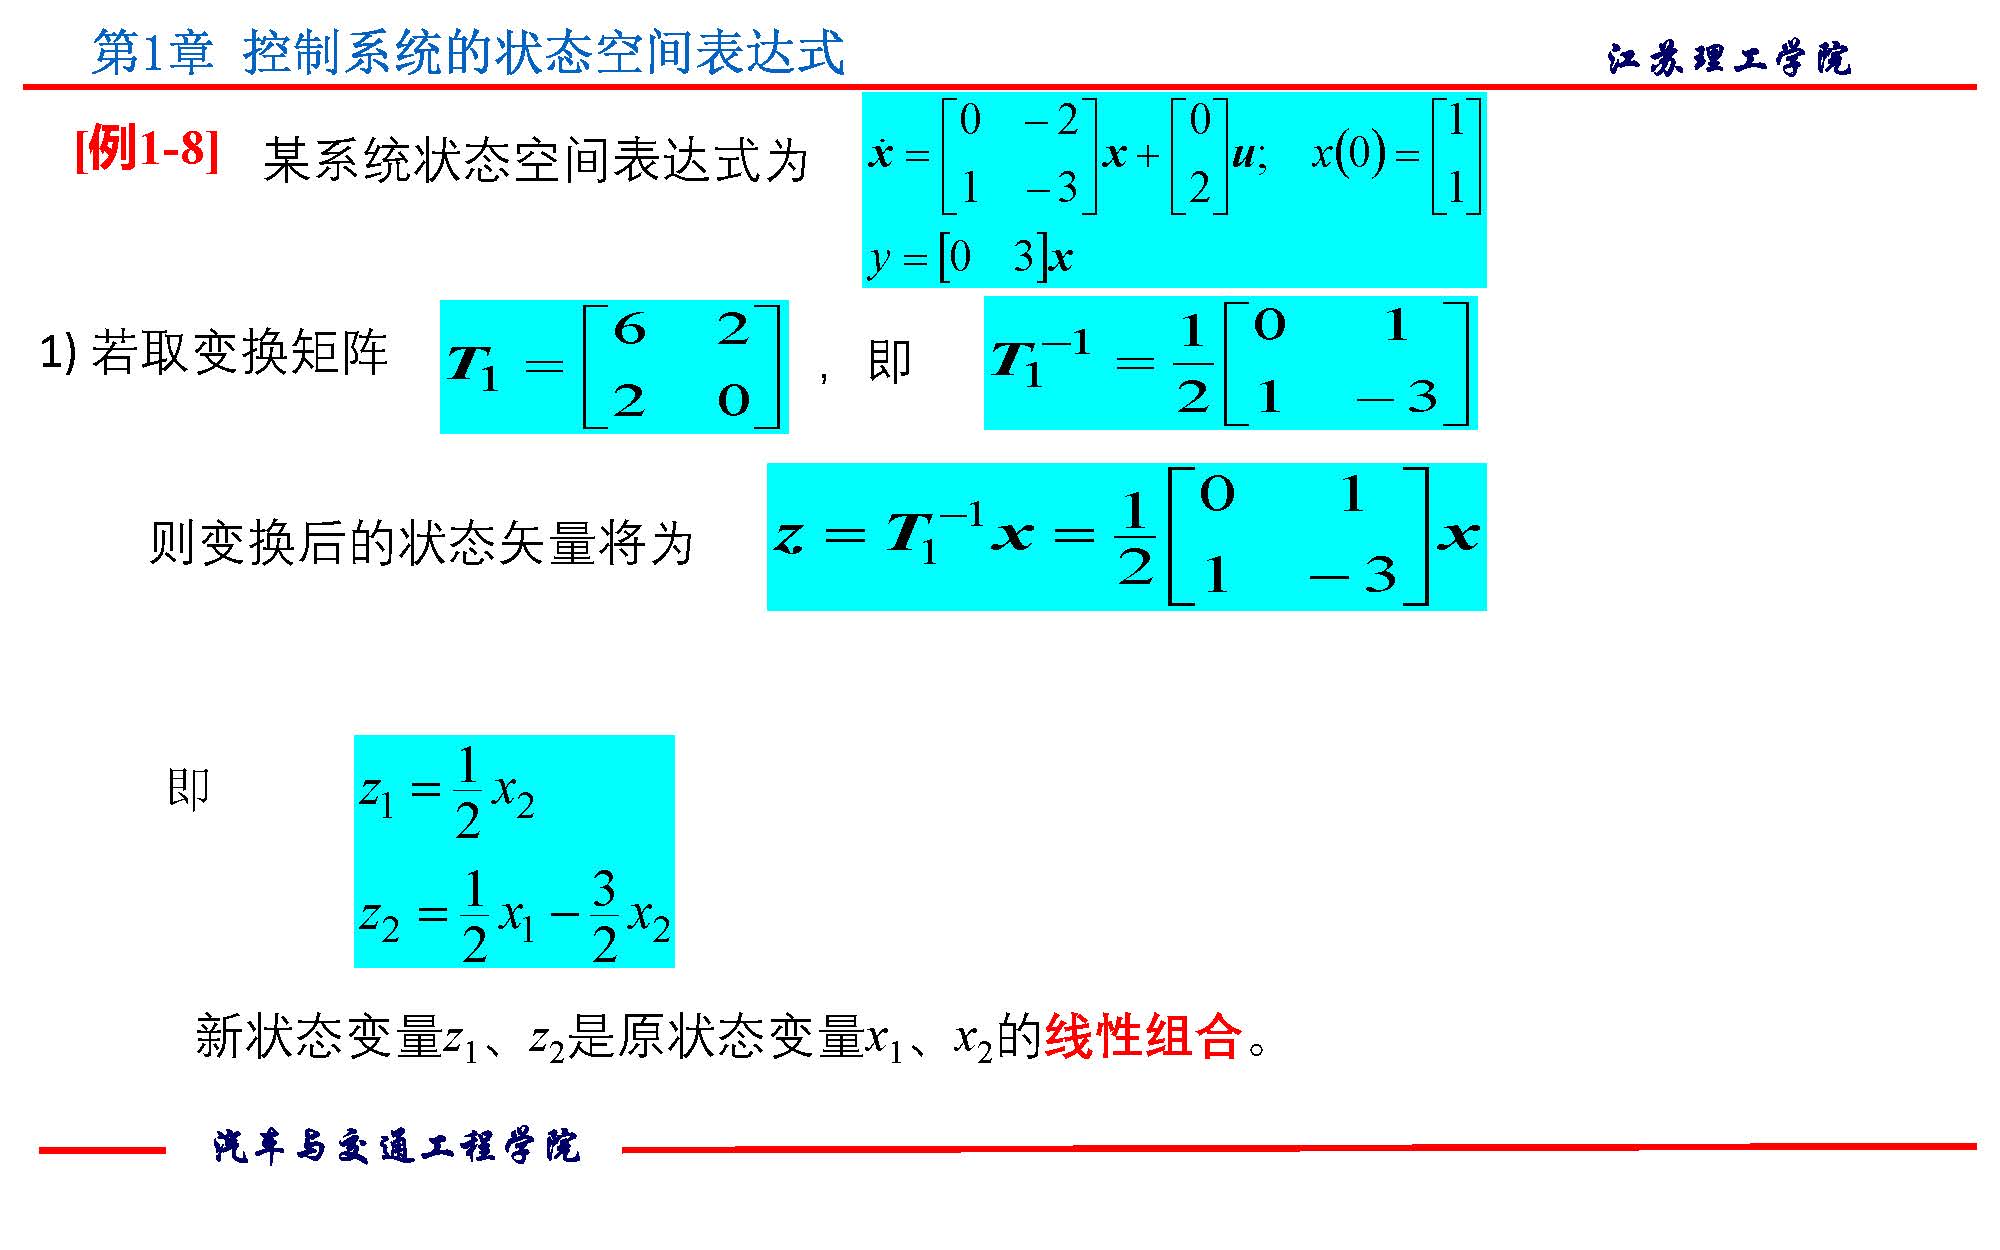 第1章 控制系统的状态空间表达式 江苏理工学院
[例1-8] 某系统状态空间表达式为 $\dot{x} = \begin{bmatrix} 0 & -2 \\ 1 & -3 \end{bmatrix} x + \begin{bmatrix} 0 \\ 2 \end{bmatrix} u; \quad x(0) = \begin{bmatrix} 1 \\ 1 \end{bmatrix}$
$y = [0 \quad 3] x$
1) 若取变换矩阵 $T_1 = \begin{bmatrix} 6 & 2 \\ 2 & 0 \end{bmatrix}$ ，即 $T_1^{-1} = \frac{1}{2} \begin{bmatrix} 0 & 1 \\ 1 & -3 \end{bmatrix}$
则变换后的状态矢量将为 $z = T_1^{-1} x = \frac{1}{2} \begin{bmatrix} 0 & 1 \\ 1 & -3 \end{bmatrix} x$
即 $z_1 = \frac{1}{2} x_2$
$z_2 = \frac{1}{2} x_1 - \frac{3}{2} x_2$
新状态变量$z_1$、$z_2$是原状态变量$x_1$、$x_2$的线性组合。
汽车与交通工程学院